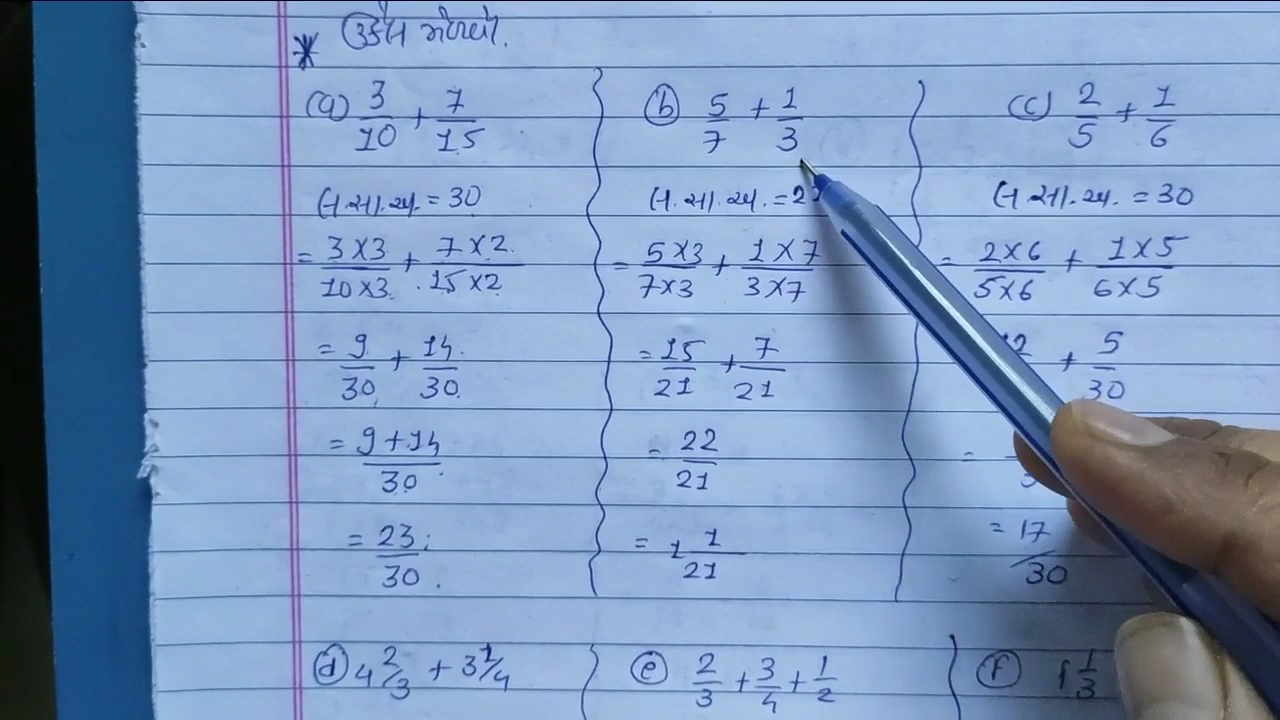 * ઉકેલ મેળવો.
(a) 3/10 + 7/15
લ.સા.અ. = 30
= 3×3/10×3 + 7×2/15×2
= 9/30 + 14/30
= 9+14/30
= 23/30.
(b) 5/7 + 1/3
લ.સા.અ. = 21
= 5×3/7×3 + 1×7/3×7
= 15/21 + 7/21
= 22/21
= 1 1/21
(c) 2/5 + 1/6
લ.સા.અ. = 30
= 2×6/5×6 + 1×5/6×5
+ 5/30
=
= 17/30
(d) 4 2/3 + 3 1/4
(e) 2/3 + 3/4 + 1/2
(f) 1 1/3